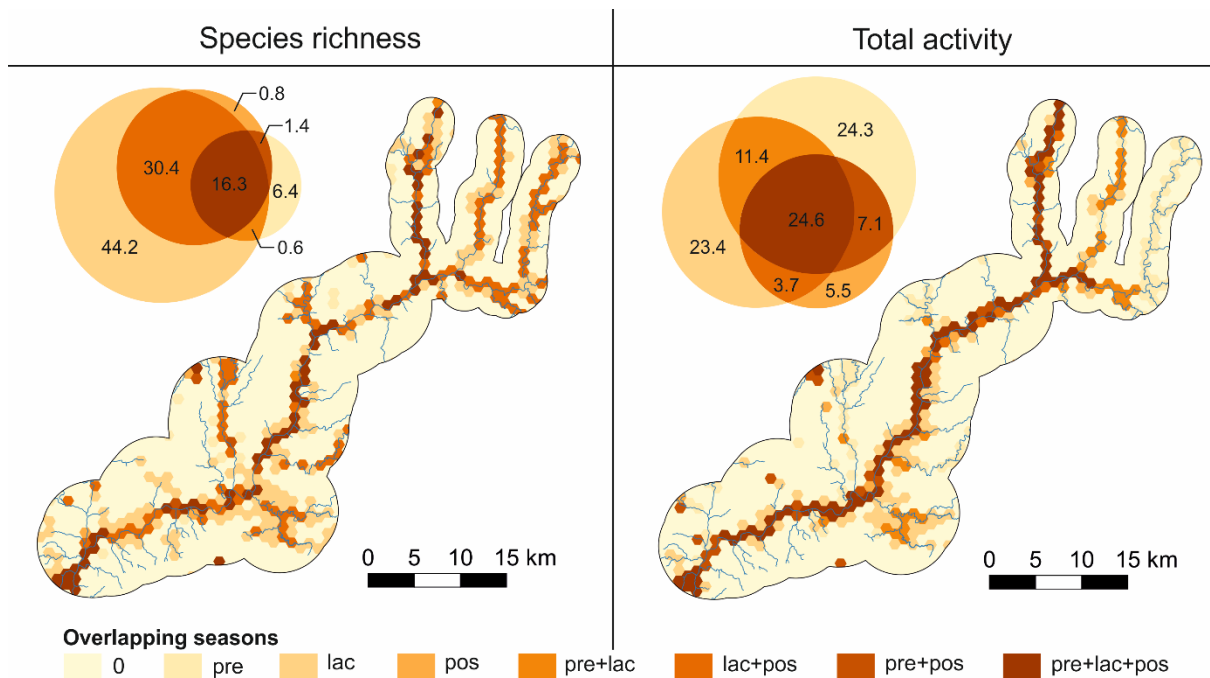 Species richness
Total activity
0.8
1.4
30.4
16.3
6.4
44.2
0.6
24.3
11.4
24.6
7.1
23.4
3.7
5.5
0 5 10 15 km
0 5 10 15 km
Overlapping seasons
0 pre lac pos pre+lac lac+pos pre+pos pre+lac+pos